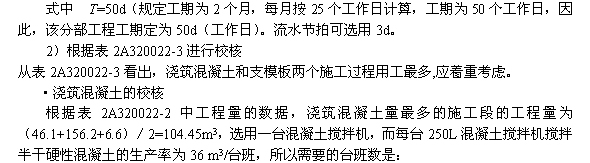 式中　T=50d（规定工期为 2 个月，每月按 25 个工作日计算，工期为 50 个工作日，因
此，该分部工程工期定为 50d（工作日）。流水节拍可选用 3d。
2）根据表 2A320022-3 进行校核
从表 2A320022-3 看出，浇筑混凝土和支模板两个施工过程用工最多,应着重考虑。
·浇筑混凝土的校核
根据表 2A320022-2 中工程量的数据，浇筑混凝土量最多的施工段的工程量为
(46.1+156.2+6.6) / 2=104.45m³，选用一台混凝土搅拌机，而每台 250L 混凝土搅拌机搅拌
半干硬性混凝土的生产率为 36 m³/台班，所以需要的台班数是：